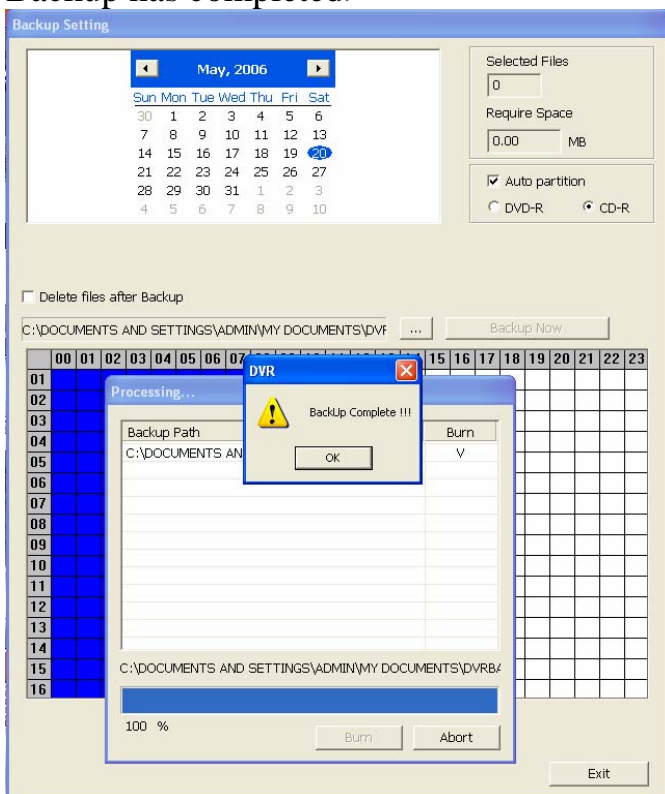 Backup has completed.
Backup Setting
May, 2006
Sun Mon Tue Wed Thu Fri Sat
30 1 2 3 4 5 6
7 8 9 10 11 12 13
14 15 16 17 18 19 20
21 22 23 24 25 26 27
28 29 30 31 1 2 3
4 5 6 7 8 9 10
Selected Files
0
Require Space
0.00 MB
Auto partition
DVD-R CD-R
Delete files after Backup
C:\DOCUMENTS AND SETTINGS\ADMIN\MY DOCUMENTS\DVF ... Backup Now
00 01 02 03 04 05 06 07 15 16 17 18 19 20 21 22 23
01
02
03
04
05
06
07
08
09
10
11
12
13
14
15
16
Processing...
Backup Path Burn
C:\DOCUMENTS AN V
DVR
BackUp Complete !!!
OK
C:\DOCUMENTS AND SETTINGS\ADMIN\MY DOCUMENTS\DVRBA
100 %
Burn Abort
Exit